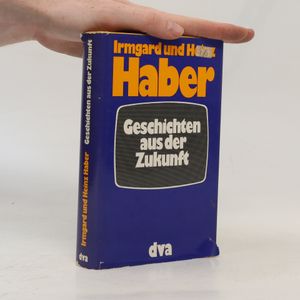 Irmgard und Heinz
Haber
Geschichten
aus der
Zukunft
dva
Irmgard und Heinz Haber Geschichten aus der Zukunft
dva